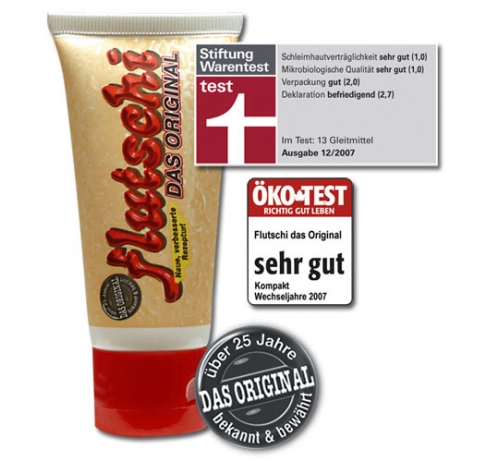 flutschi
DAS ORIGINAL
Neue, verbesserte
Rezeptur!
DAS ORIGINAL
Stiftung
Warentest
test
Schleimhautverträglichkeit sehr gut (1,0)
Mikrobiologische Qualität sehr gut (1,0)
Verpackung gut (2,0)
Deklaration befriedigend (2,7)
Im Test: 13 Gleitmittel
Ausgabe 12/2007
ÖKO TEST
RICHTIG GUT LEBEN
Flutschi das Original
sehr gut
Kompakt
Wechseljahre 2007
über 25 Jahre
DAS ORIGINAL
bekannt & bewährt